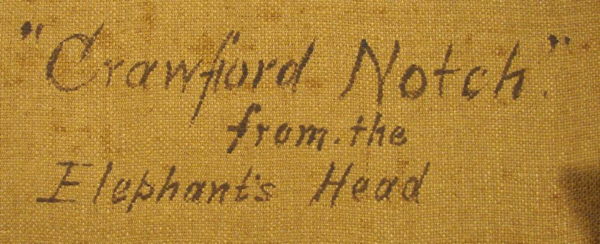 "Crawford Notch."
from. the
Elephant's Head